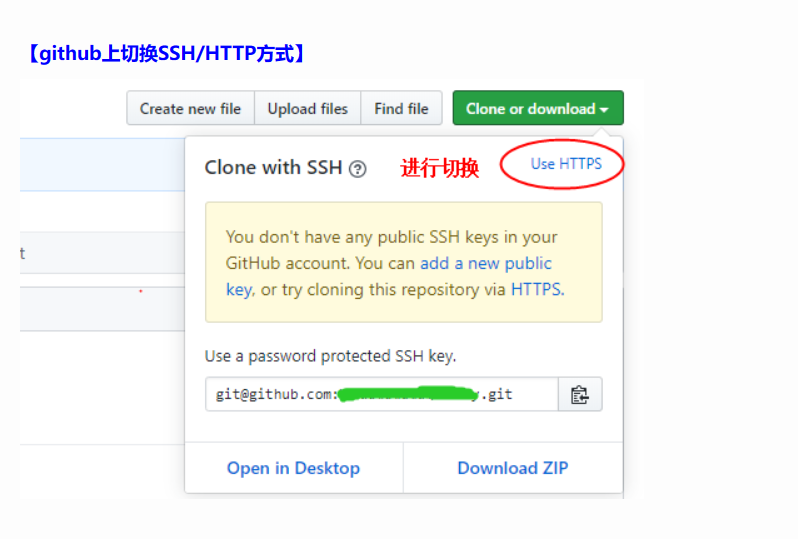 【github上切换SSH/HTTP方式】
Create new file Upload files Find file Clone or download
Clone with SSH ? 进行切换 Use HTTPS
You don't have any public SSH keys in your
GitHub account. You can add a new public
key, or try cloning this repository via HTTPS.
t
Use a password protected SSH key.
git@github.com: .git
Open in Desktop Download ZIP